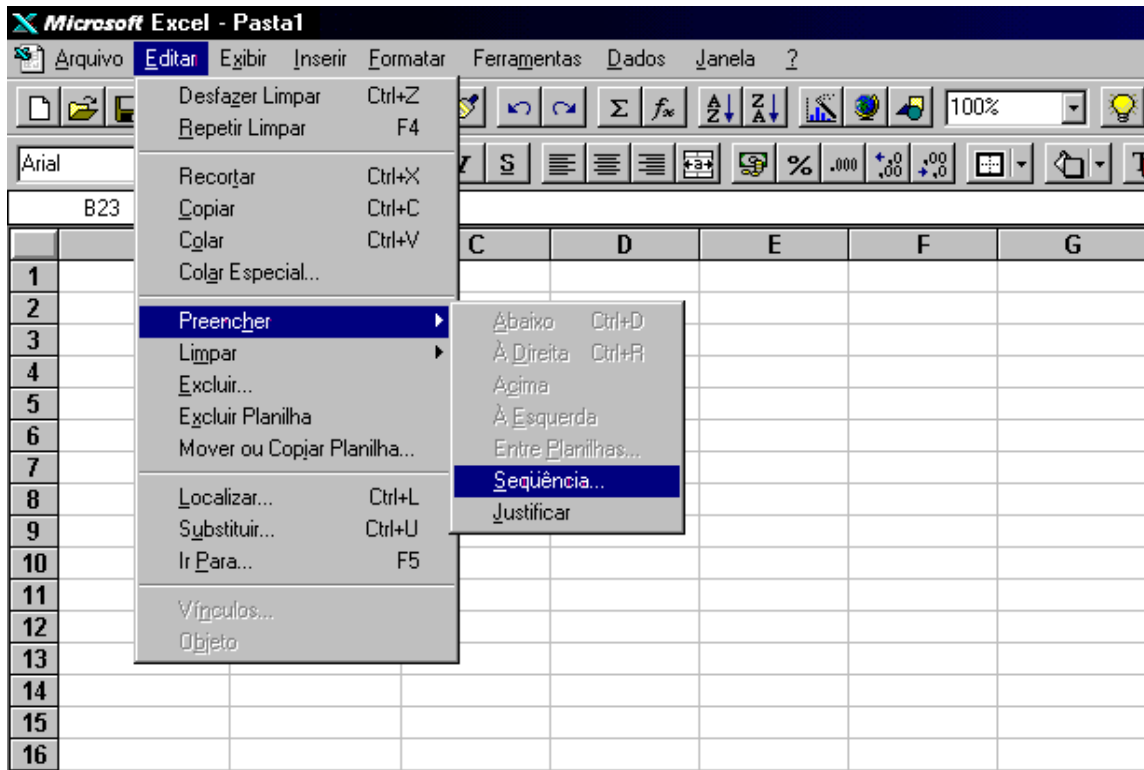 Microsoft Excel - Pasta1
Arquivo Editar Exibir Inserir Formatar Ferramentas Dados Janela ?
Desfazer Limpar Ctrl+Z
100%
Repetir Limpar F4
Arial
S
%
.000
Recortar Ctrl+X
B23
Copiar Ctrl+C
Colar Ctrl+V
C D E F G
Colar Especial...
1
2
Preencher
Abaixo Ctrl+D
3
Limpar
À Direita Ctrl+R
4
Excluir...
Acima
5
Excluir Planilha
À Esquerda
6
Mover ou Copiar Planilha...
Entre Planilhas...
7
Seqüência...
8
Localizar... Ctrl+L
Justificar
9
Substituir... Ctrl+U
10
Ir Para... F5
11
Vínculos...
12
Objeto
13
14
15
16